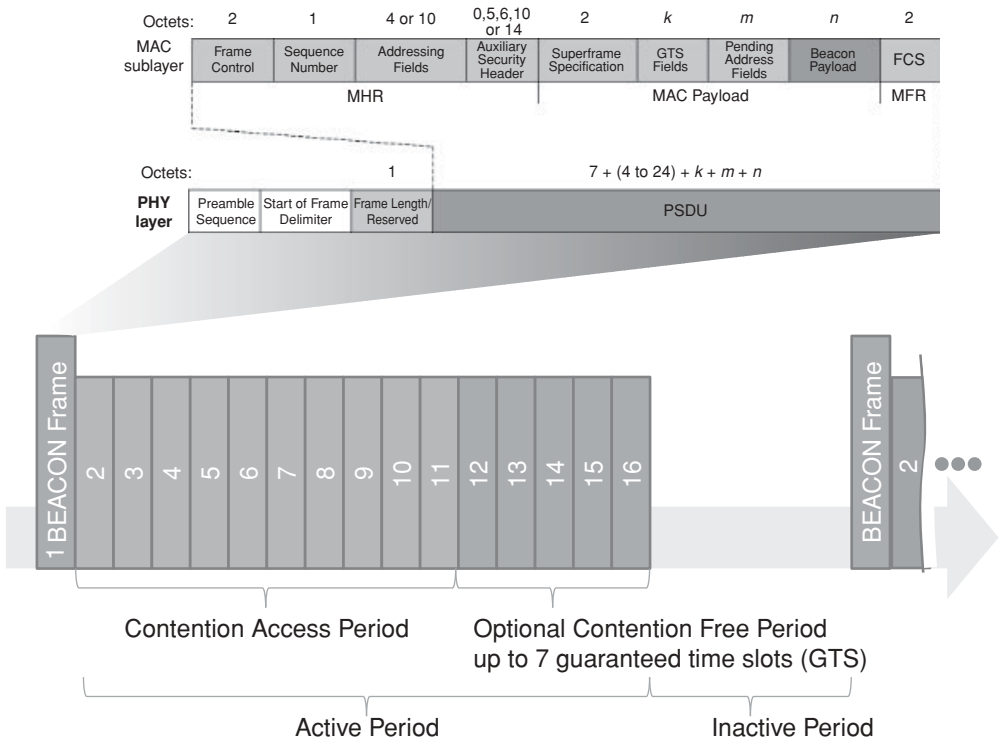 Octets: 2 1 4 or 10 0,5,6,10 or 14 2 k m n 2
MAC sublayer
Frame Control
Sequence Number
Addressing Fields
Auxiliary Security Header
Superframe Specification
GTS Fields
Pending Address Fields
Beacon Payload
FCS
MHR
MAC Payload
MFR
Octets: 1 7 + (4 to 24) + k + m + n
PHY layer
Preamble Sequence
Start of Frame Delimiter
Frame Length/ Reserved
PSDU
1 BEACON Frame
2
3
4
5
6
7
8
9
10
11
12
13
14
15
16
BEACON Frame
2
Contention Access Period
Optional Contention Free Period
up to 7 guaranteed time slots (GTS)
Active Period
Inactive Period